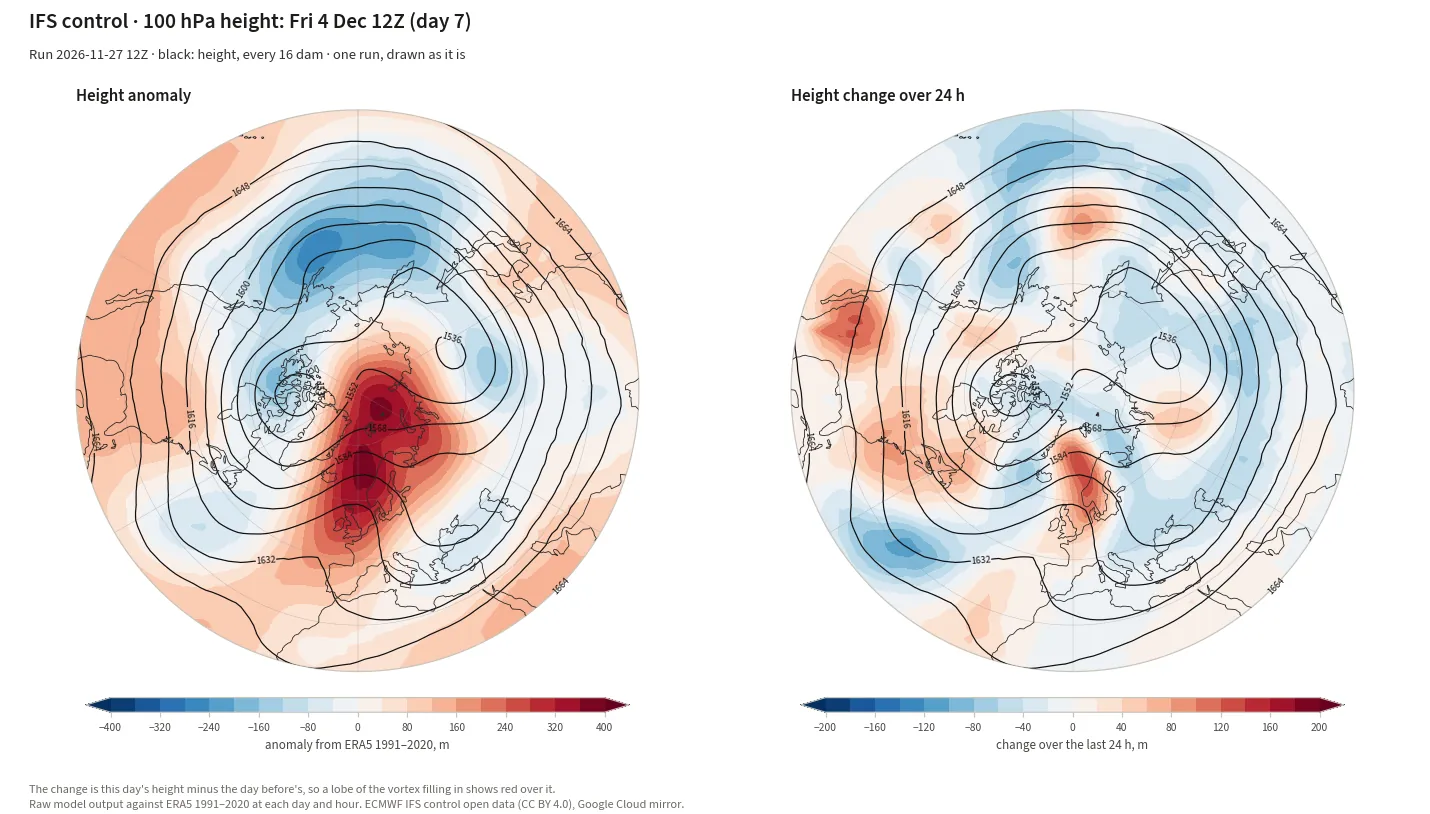 IFS control · 100 hPa height: Fri 4 Dec 12Z (day 7)
Run 2026-11-27 12Z · black: height, every 16 dam · one run, drawn as it is
Height anomaly
1648
1664
1600
1536
1552
1616
1568
1584
1632
1664
−400 −320 −240 −160 −80 0 80 160 240 320 400
anomaly from ERA5 1991–2020, m
Height change over 24 h
1648
1664
1600
1536
1552
1616
1568
1584
1632
1664
−200 −160 −120 −80 −40 0 40 80 120 160 200
change over the last 24 h, m
The change is this day's height minus the day before's, so a lobe of the vortex filling in shows red over it.
Raw model output against ERA5 1991–2020 at each day and hour. ECMWF IFS control open data (CC BY 4.0), Google Cloud mirror.